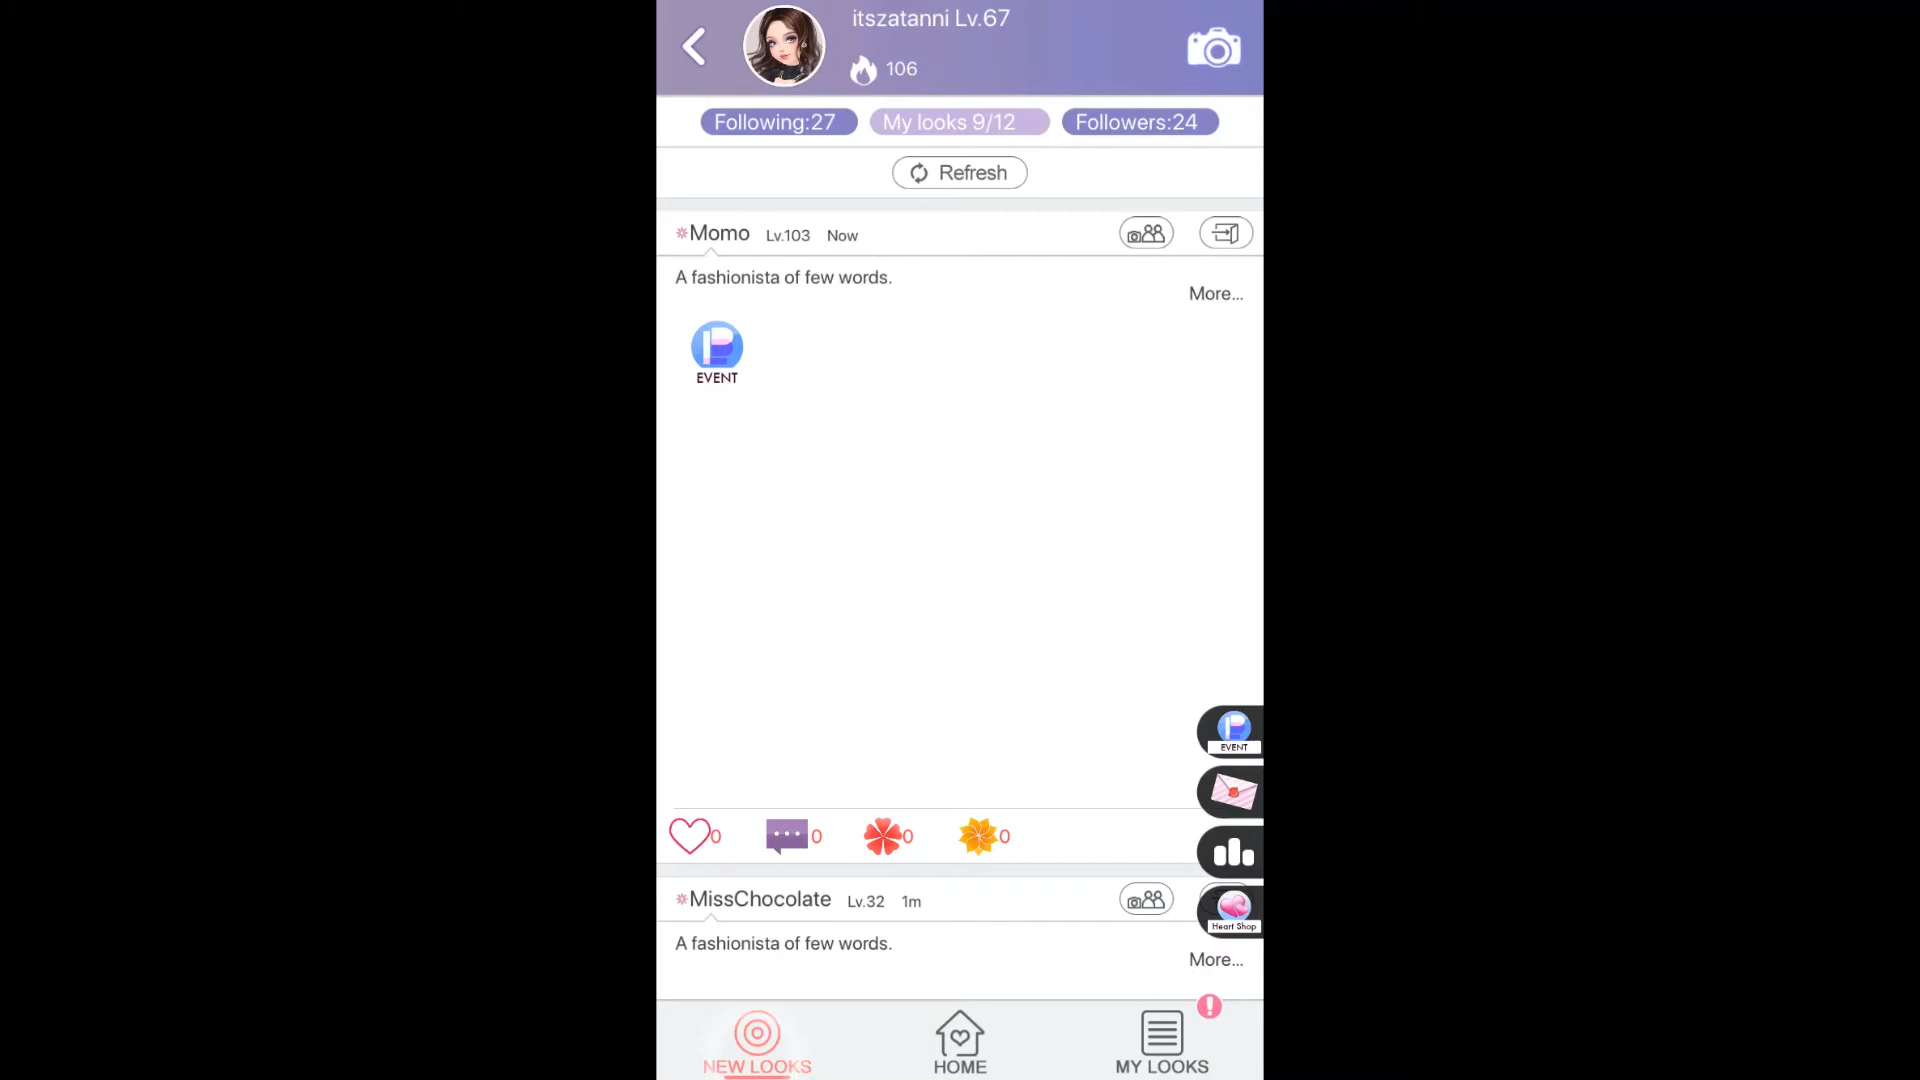 itszatanni Lv.67
106
Following:27
My looks 9/12
Followers:24
Refresh
*Momo Lv.103 Now
A fashionista of few words.
More...
EVENT
EVENT
0 0 0 0
*MissChocolate Lv.32 1m
Heart Shop
A fashionista of few words.
More...
NEW LOOKS
HOME
MY LOOKS